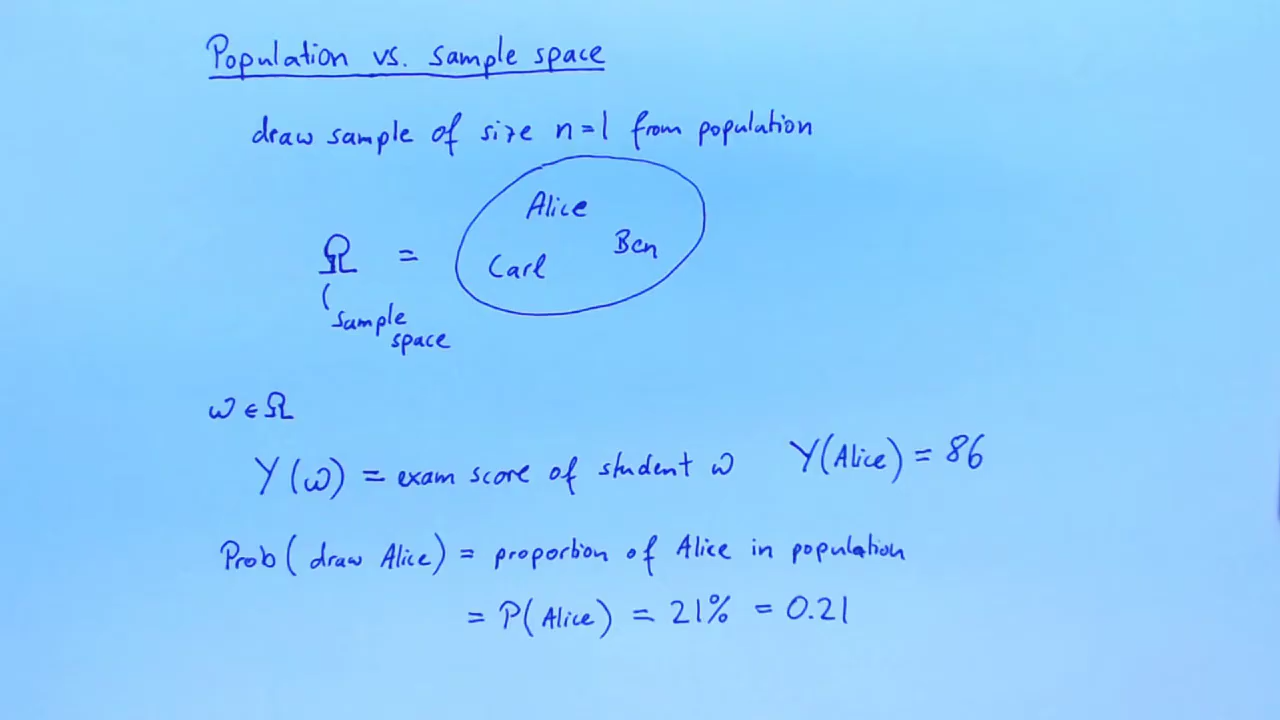 Population vs. sample space
draw sample of size n=1 from population
Alice
Ω = Carl Ben
sample
space
ω ∈ Ω
Y(ω) = exam score of student ω Y(Alice) = 86
Prob(draw Alice) = proportion of Alice in population
= P(Alice) = 21% = 0.21